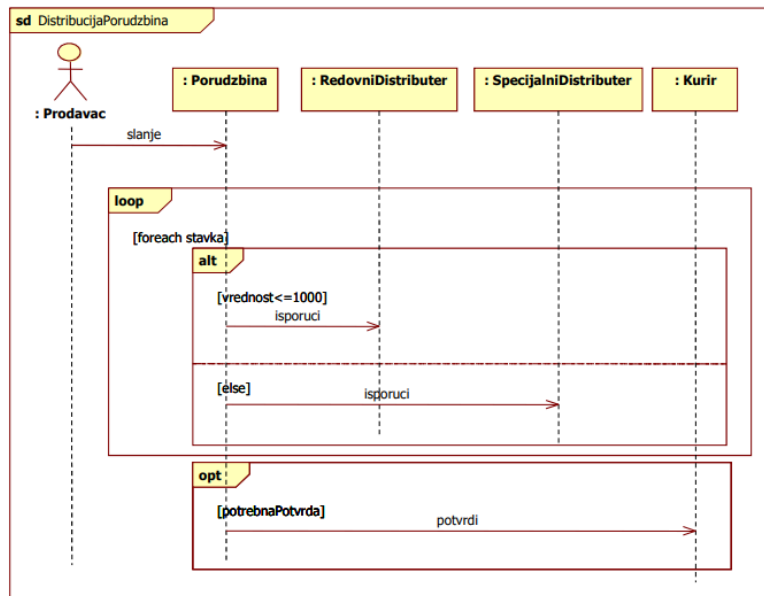 sd DistribucijaPorudzbina
: Prodavac
: Porudzbina
: RedovniDistributer
: SpecijalniDistributer
: Kurir
slanje
loop
[foreach stavka]
alt
[vrednost<=1000]
isporuci
[else]
isporuci
opt
[potrebnaPotvrda]
potvrdi